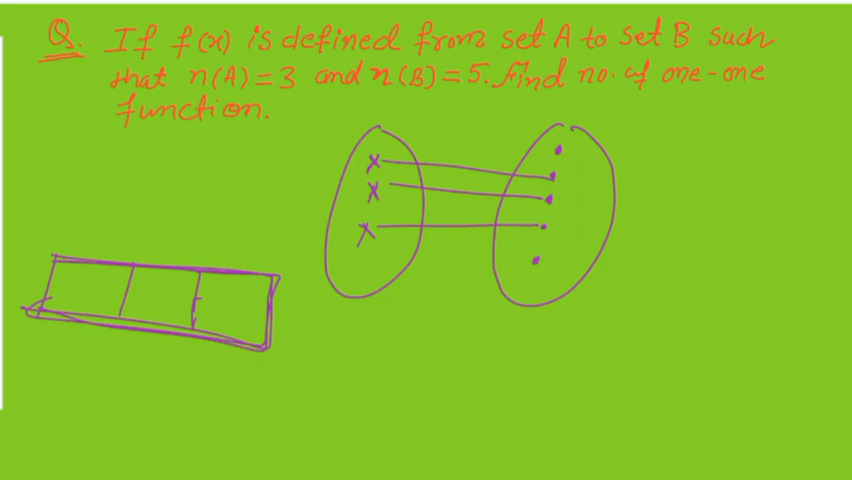 Q. If f(x) is defined from set A to set B such
that n(A)=3 and n(B)=5. Find no. of one-one
function.